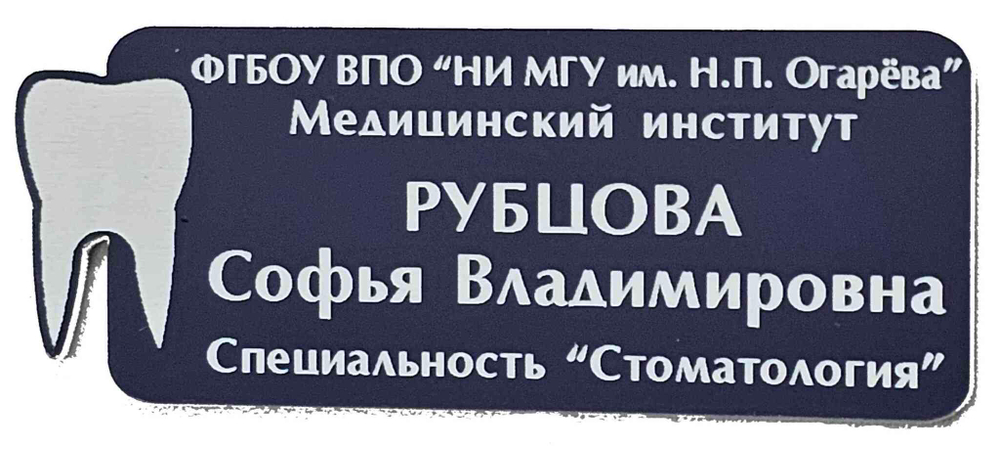 ФГБОУ ВПО “НИ МГУ им. Н.П. Огарёва”
Медицинский институт
РУБЦОВА
Софья Владимировна
Специальность “Стоматология”